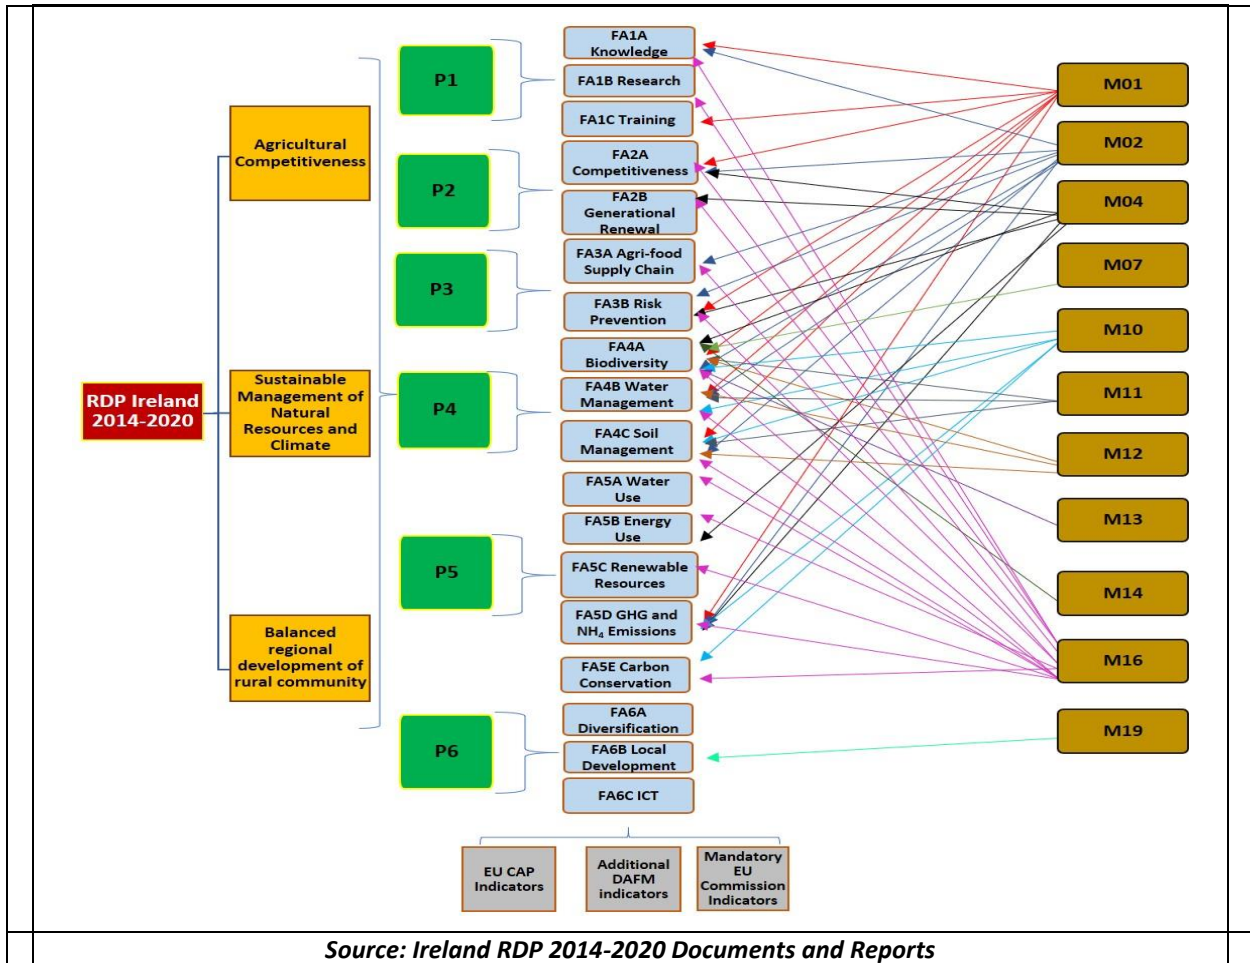 RDP Ireland
2014-2020
Agricultural
Competitiveness
Sustainable
Management of
Natural
Resources and
Climate
Balanced
regional
development of
rural community
P1
P2
P3
P4
P5
P6
FA1A
Knowledge
FA1B Research
FA1C Training
FA2A
Competitiveness
FA2B
Generational
Renewal
FA3A Agri-food
Supply Chain
FA3B Risk
Prevention
FA4A
Biodiversity
FA4B Water
Management
FA4C Soil
Management
FA5A Water
Use
FA5B Energy
Use
FA5C Renewable
Resources
FA5D GHG and
NH₄ Emissions
FA5E Carbon
Conservation
FA6A
Diversification
FA6B Local
Development
FA6C ICT
M01
M02
M04
M07
M10
M11
M12
M13
M14
M16
M19
EU CAP
Indicators
Additional
DAFM
indicators
Mandatory
EU
Commission
Indicators
Source: Ireland RDP 2014-2020 Documents and Reports